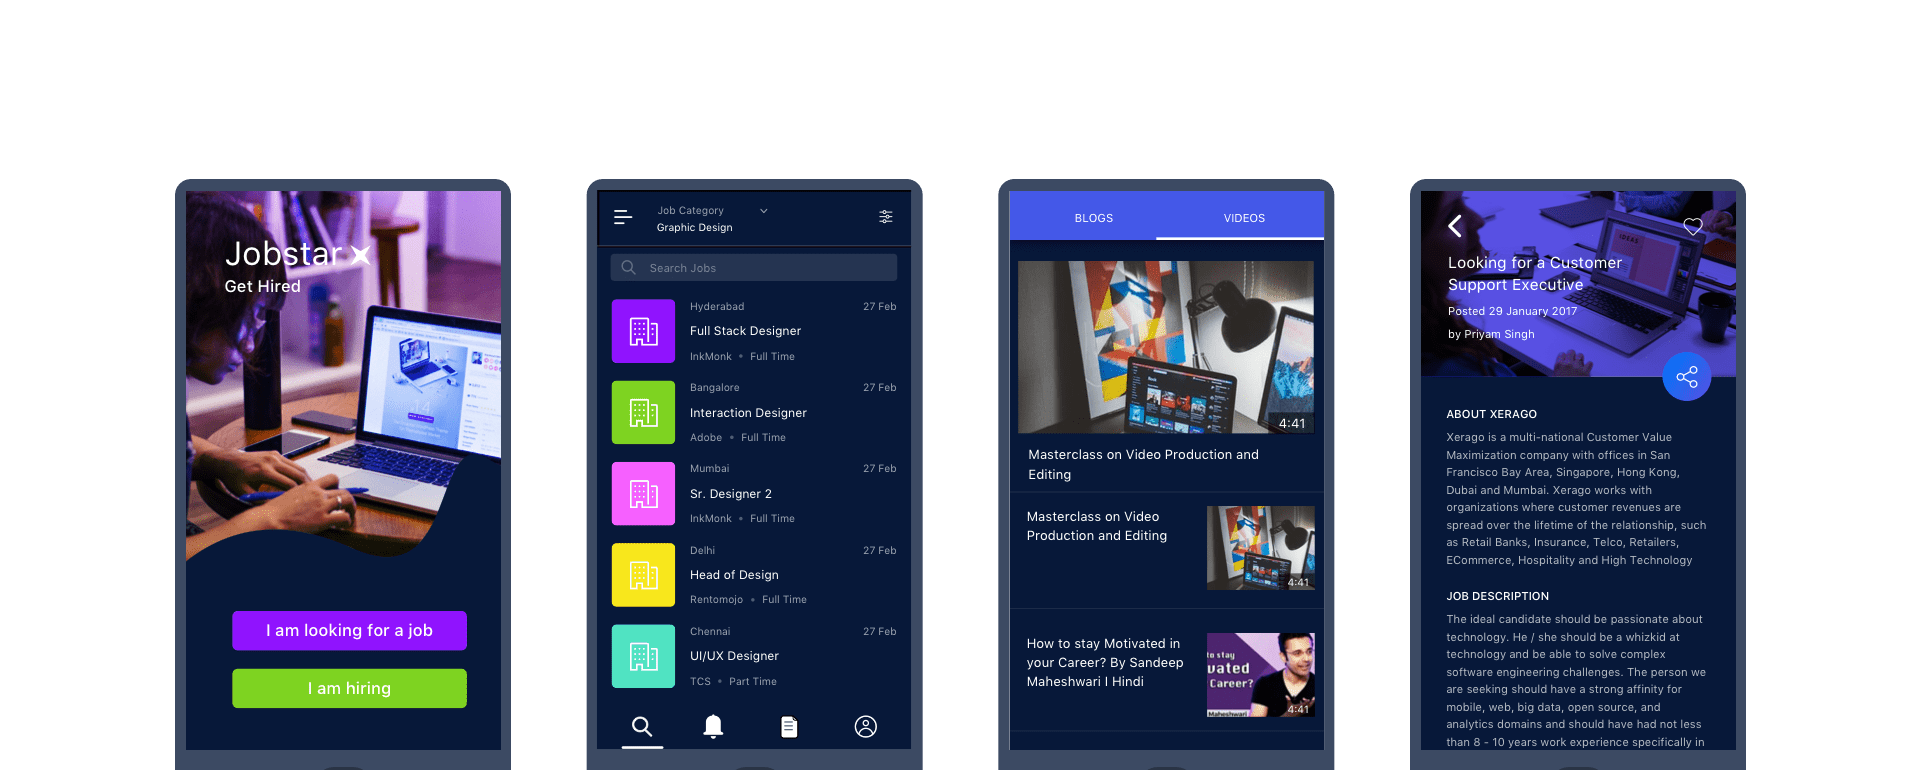 Jobstar
Get Hired
I am looking for a job
I am hiring
Job Category
Graphic Design
Search Jobs
Hyderabad 27 Feb
Full Stack Designer
InkMonk • Full Time
Bangalore 27 Feb
Interaction Designer
Adobe • Full Time
Mumbai 27 Feb
Sr. Designer 2
InkMonk • Full Time
Delhi 27 Feb
Head of Design
Rentomojo • Full Time
Chennai 27 Feb
UI/UX Designer
TCS • Part Time
BLOGS VIDEOS
4:41
Masterclass on Video Production and
Editing
Masterclass on Video
Production and Editing
4:41
How to stay Motivated in
your Career? By Sandeep
Maheshwari I Hindi
to stay
vated
Career?
Maheshwari
4:41
IDEAS
Looking for a Customer
Support Executive
Posted 29 January 2017
by Priyam Singh
ABOUT XERAGO
Xerago is a multi-national Customer Value
Maximization company with offices in San
Francisco Bay Area, Singapore, Hong Kong,
Dubai and Mumbai. Xerago works with
organizations where customer revenues are
spread over the lifetime of the relationship, such
as Retail Banks, Insurance, Telco, Retailers,
ECommerce, Hospitality and High Technology
JOB DESCRIPTION
The ideal candidate should be passionate about
technology. He / she should be a whizkid at
technology and be able to solve complex
software engineering challenges. The person we
are seeking should have a strong affinity for
mobile, web, big data, open source, and
analytics domains and should have had not less
than 8 - 10 years work experience specifically in